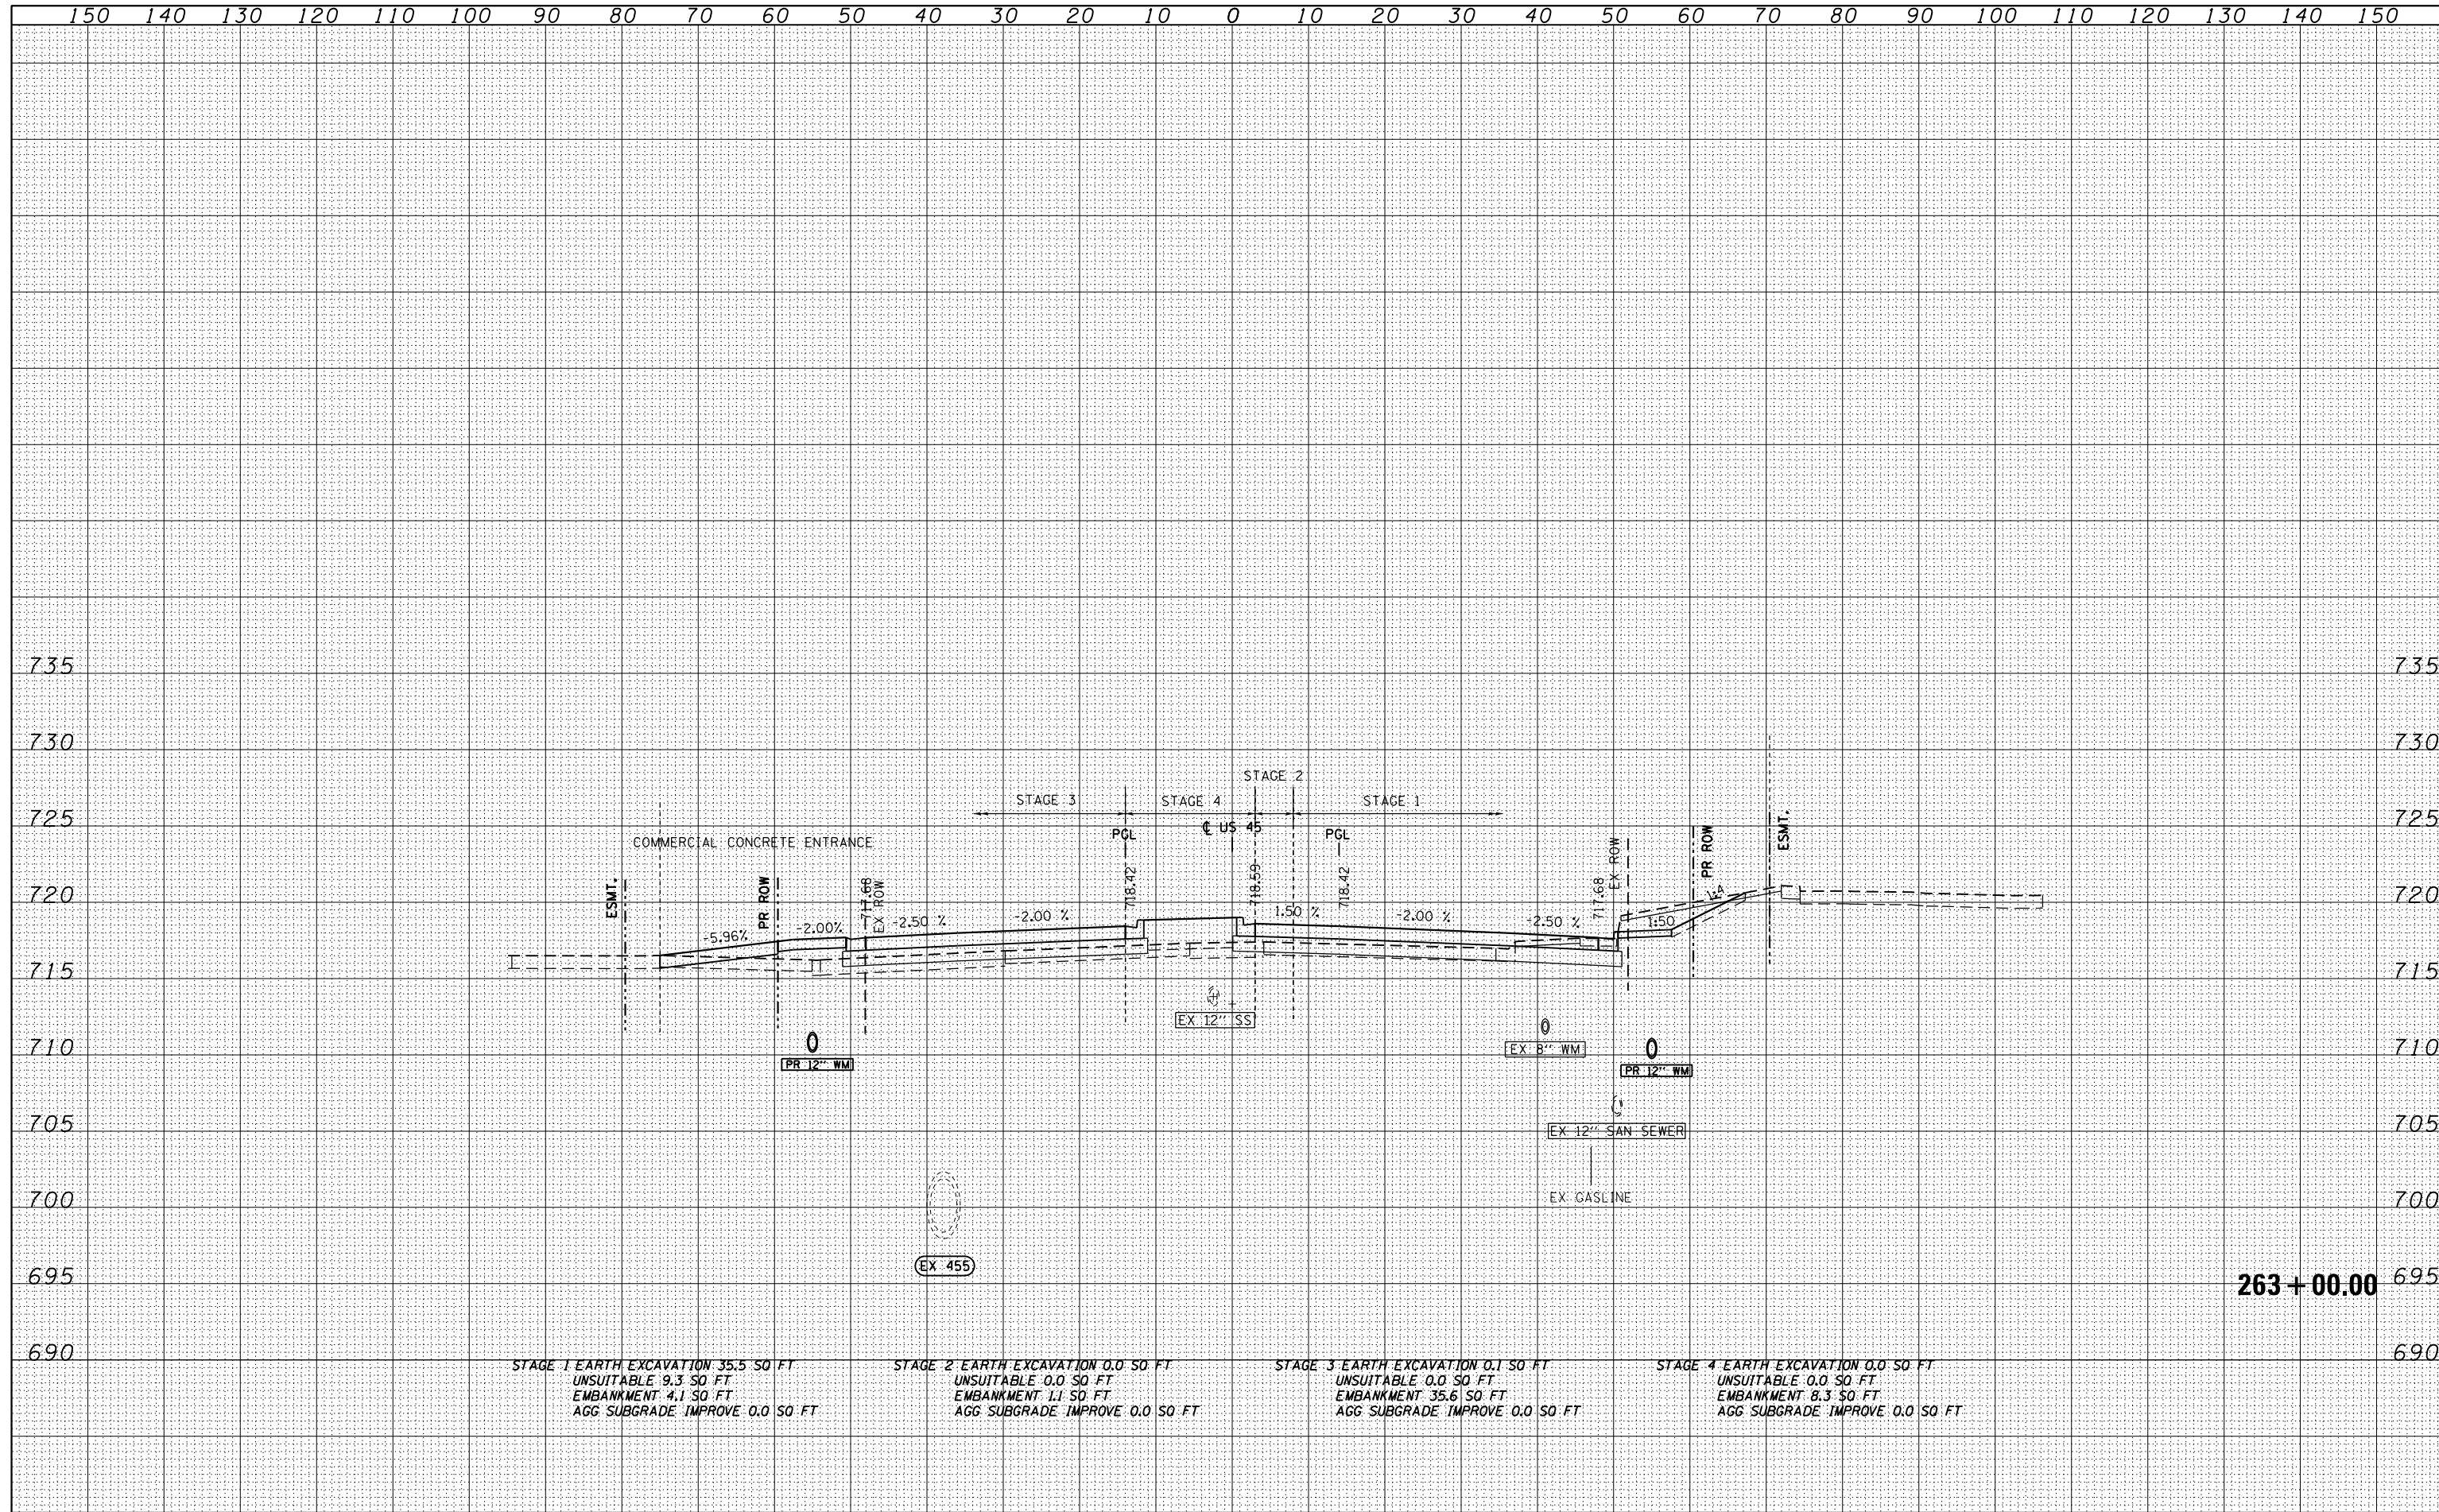 150 140 130 120 110 100 90 80 70 60 50 40 30 20 10 0 10 20 30 40 50 60 70 80 90 100 110 120 130 140 150
735 735
730 730
STAGE 2
STAGE 3 STAGE 4 STAGE 1
725 725
PGL ℄ US 45 PGL
COMMERCIAL CONCRETE ENTRANCE
ESMT.
PR ROW
717.68
EX ROW
718.42
718.59
718.42
717.68
EX ROW
PR ROW
ESMT.
720 720
-5.96% -2.00% -2.50 % -2.00 % 1.50 % -2.00 % -2.50 % 1:50 1:4
715 715
EX 12" SS
710 710
EX 8" WM
PR 12" WM PR 12" WM
705 705
EX 12" SAN SEWER
700 700
EX GASLINE
EX 455
695 695
263+00.00
690 690
STAGE 1 EARTH EXCAVATION 35.5 SQ FT
UNSUITABLE 9.3 SQ FT
EMBANKMENT 4.1 SQ FT
AGG SUBGRADE IMPROVE 0.0 SQ FT
STAGE 2 EARTH EXCAVATION 0.0 SQ FT
UNSUITABLE 0.0 SQ FT
EMBANKMENT 1.1 SQ FT
AGG SUBGRADE IMPROVE 0.0 SQ FT
STAGE 3 EARTH EXCAVATION 0.1 SQ FT
UNSUITABLE 0.0 SQ FT
EMBANKMENT 35.6 SQ FT
AGG SUBGRADE IMPROVE 0.0 SQ FT
STAGE 4 EARTH EXCAVATION 0.0 SQ FT
UNSUITABLE 0.0 SQ FT
EMBANKMENT 8.3 SQ FT
AGG SUBGRADE IMPROVE 0.0 SQ FT